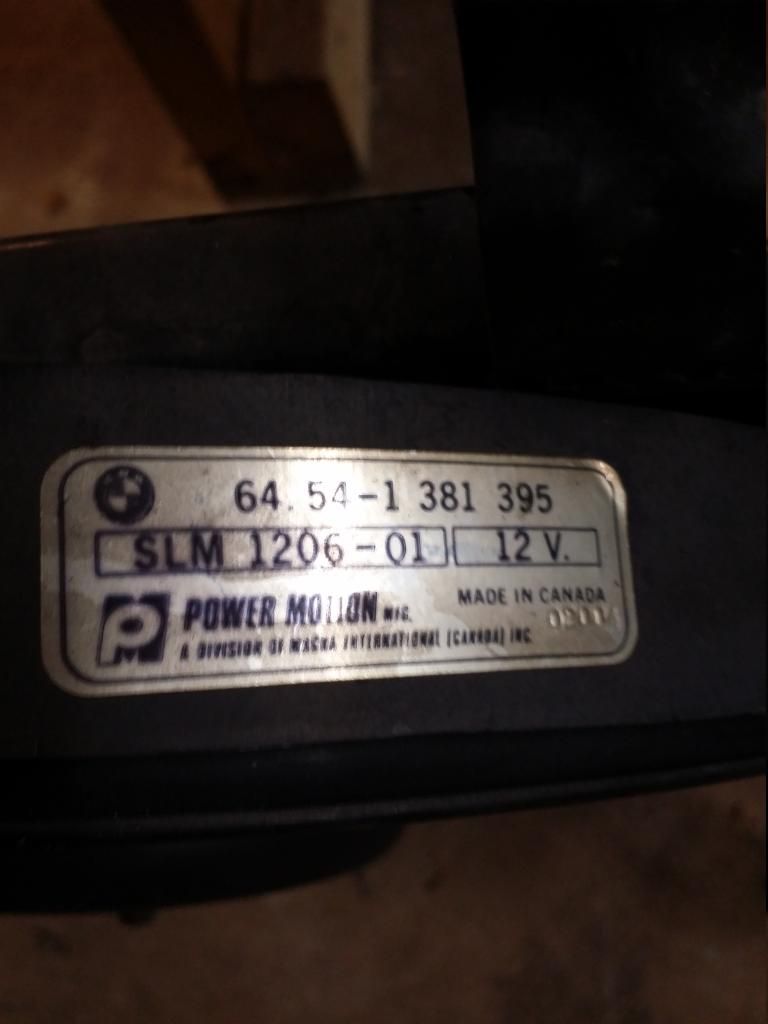 64.54-1 381 395
SLM 1206-01 12 V.
POWER MOTION MFG.
MADE IN CANADA
A DIVISION OF MAGNA INTERNATIONAL (CANADA) INC